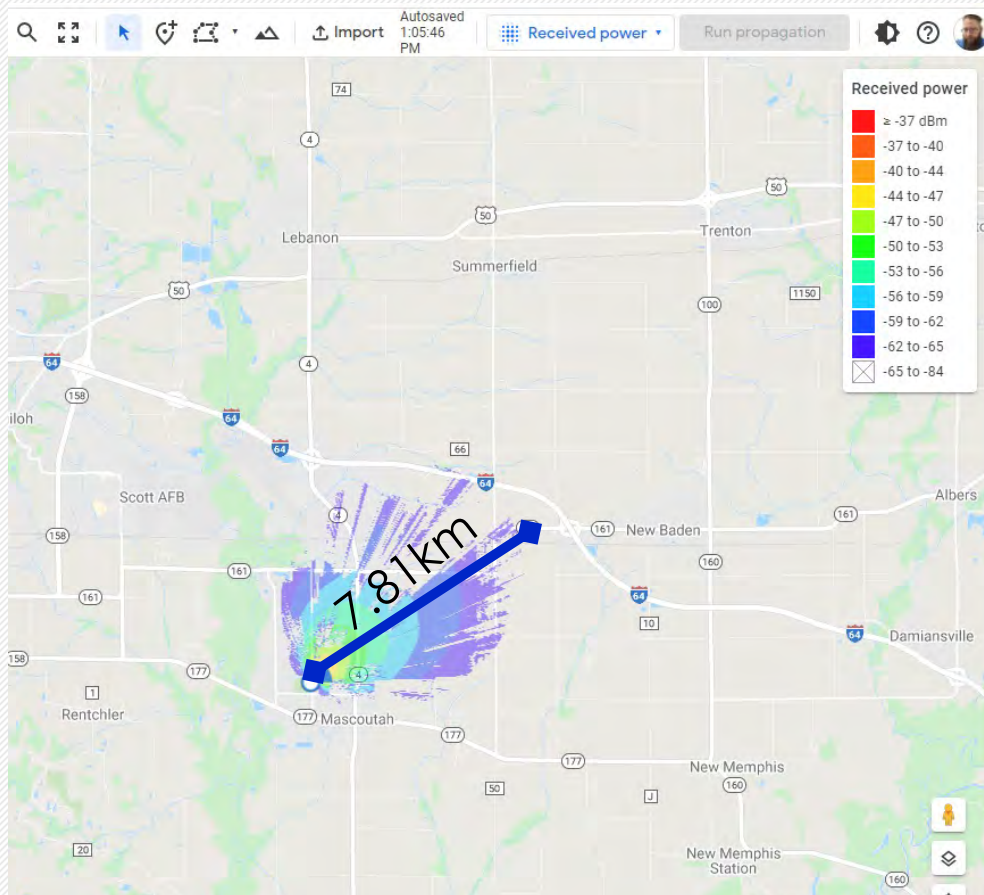 Import
Autosaved
1:05:46
PM
Received power
Run propagation
Received power
≥ -37 dBm
-37 to -40
-40 to -44
-44 to -47
-47 to -50
-50 to -53
-53 to -56
-56 to -59
-59 to -62
-62 to -65
-65 to -84
74
4
50
50
Lebanon
Trenton
Summerfield
50
1150
100
64
4
158
iloh
64
64
66
64
Scott AFB
4
Albers
161
161
New Baden
161
158
160
161
7.81km
161
64
10
64
Damiansville
158
177
4
1
Rentchler
177
Mascoutah
177
177
New Memphis
50
160
J
20
New Memphis
Station
160